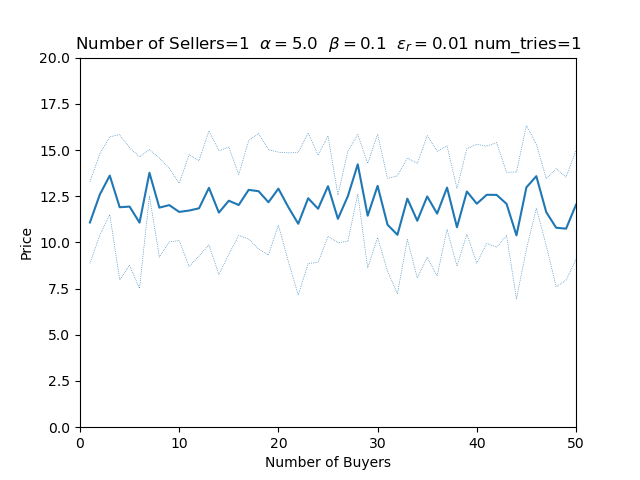 Number of Sellers=1 α = 5.0 β = 0.1 εr = 0.01 num_tries=1
20.0
17.5
15.0
12.5
10.0
7.5
5.0
2.5
0.0
Price
0 10 20 30 40 50
Number of Buyers